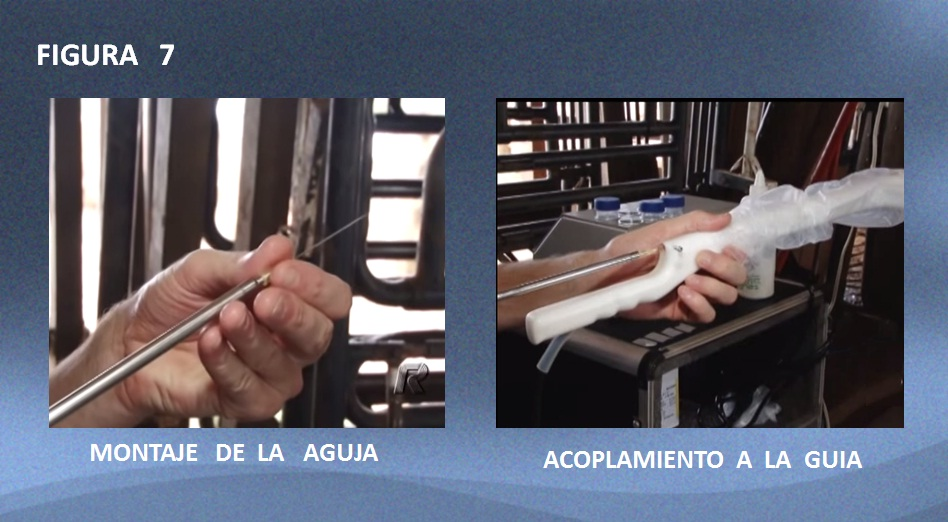 FIGURA 7
MONTAJE DE LA AGUJA
ACOPLAMIENTO A LA GUIA